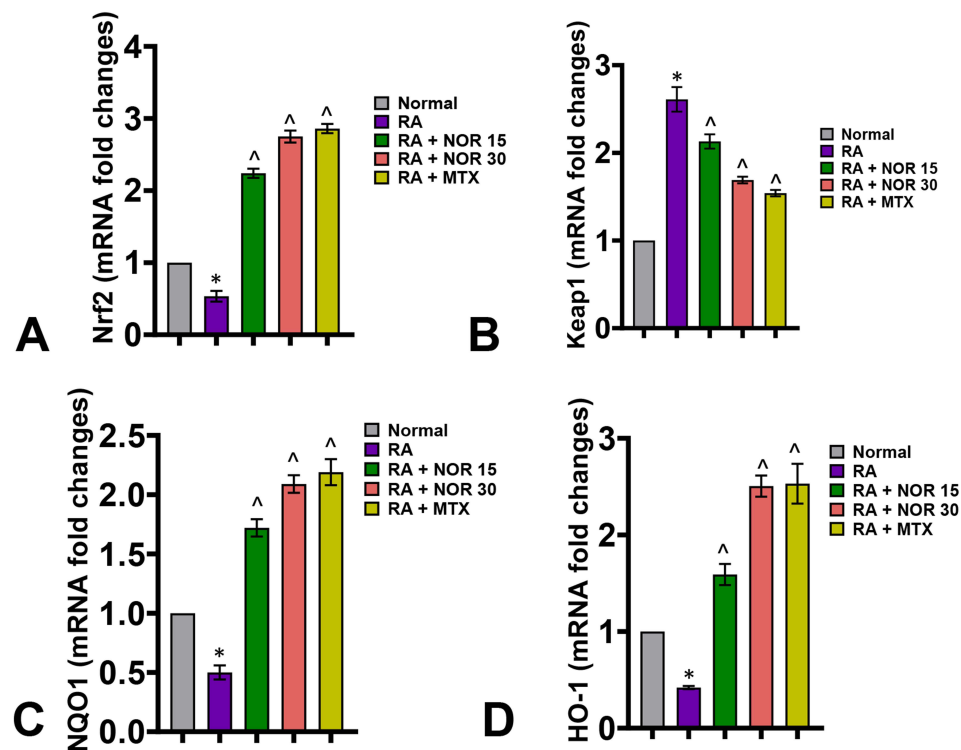 A
Nrf2 (mRNA fold changes)
4
3
2
1
0
*
^
^
^
Normal
RA
RA + NOR 15
RA + NOR 30
RA + MTX
B
Keap1 (mRNA fold changes)
3
2
1
0
*
^
^
^
Normal
RA
RA + NOR 15
RA + NOR 30
RA + MTX
C
NQO1 (mRNA fold changes)
2.5
2.0
1.5
1.0
0.5
0.0
*
^
^
^
Normal
RA
RA + NOR 15
RA + NOR 30
RA + MTX
D
HO-1 (mRNA fold changes)
3
2
1
0
*
^
^
^
Normal
RA
RA + NOR 15
RA + NOR 30
RA + MTX